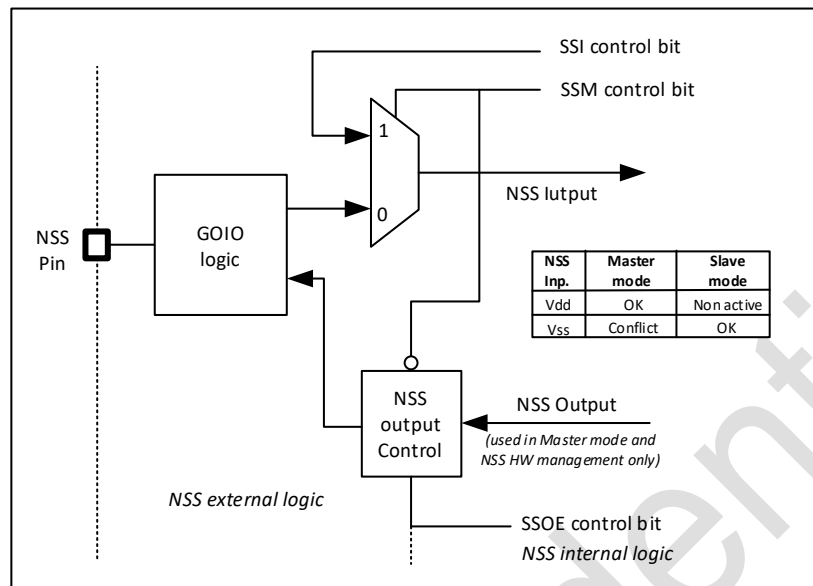 SSI control bit
SSM control bit
1
NSS Iutput
0
NSS
Pin
GOIO
logic
NSS Inp. Master mode Slave mode
Vdd OK Non active
Vss Conflict OK
NSS
output
Control
NSS Output
(used in Master mode and
NSS HW management only)
NSS external logic
SSOE control bit
NSS internal logic